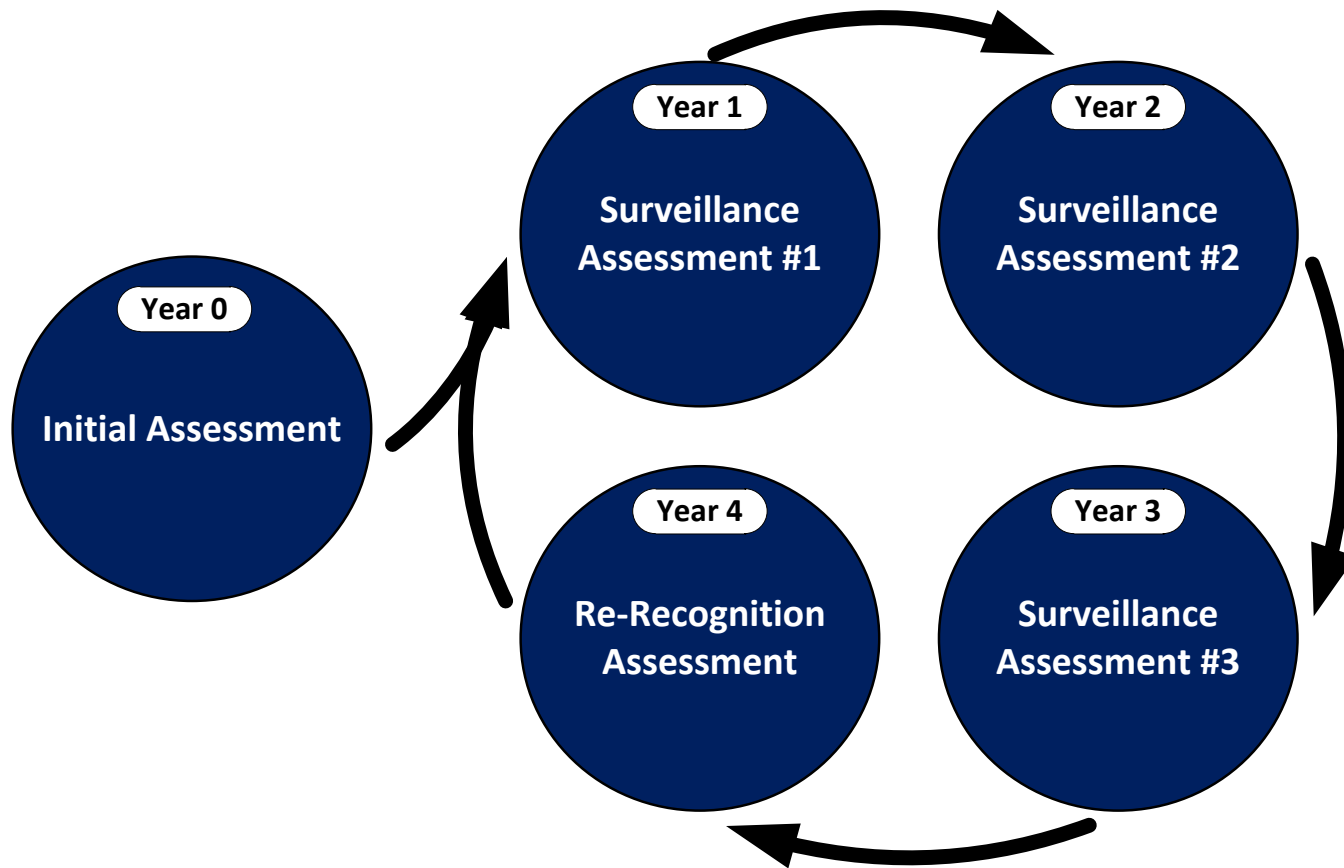 Year 0
Initial Assessment
Year 1
Surveillance
Assessment #1
Year 2
Surveillance
Assessment #2
Year 3
Surveillance
Assessment #3
Year 4
Re-Recognition
Assessment